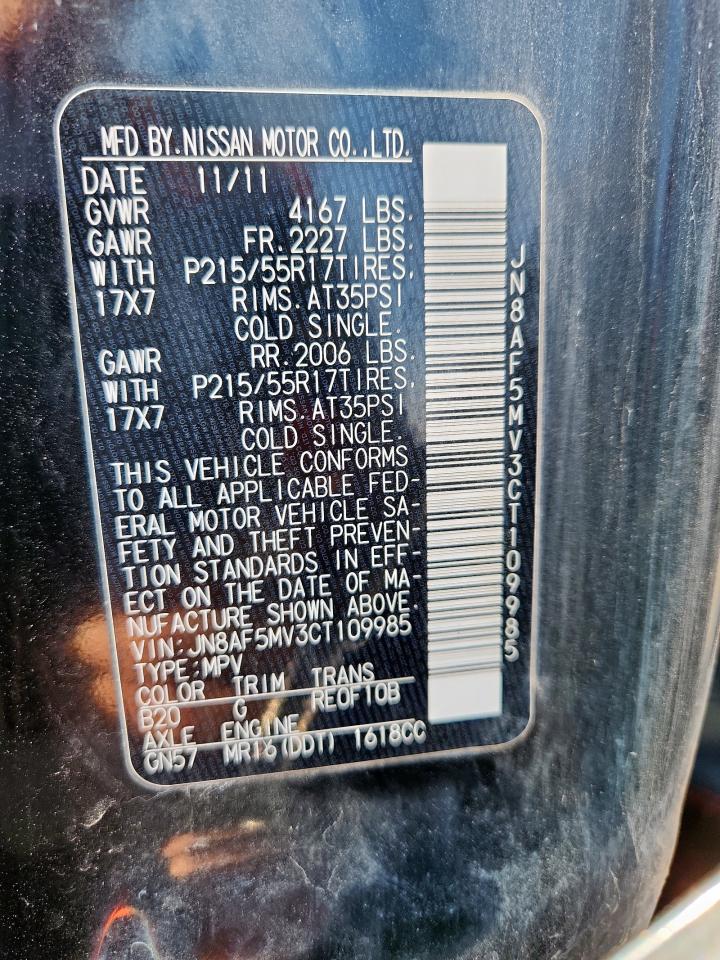 MFD BY.NISSAN MOTOR CO.,LTD.
DATE 11/11
GVWR 4167 LBS.
GAWR FR.2227 LBS.
WITH P215/55R17TIRES,
17X7 RIMS.AT35PSI
COLD SINGLE.
GAWR RR.2006 LBS.
WITH P215/55R17TIRES,
17X7 RIMS.AT35PSI
COLD SINGLE.
THIS VEHICLE CONFORMS
TO ALL APPLICABLE FED-
ERAL MOTOR VEHICLE SA-
FETY AND THEFT PREVEN-
TION STANDARDS IN EFF-
ECT ON THE DATE OF MA-
NUFACTURE SHOWN ABOVE.
VIN:JN8AF5MV3CT109985
TYPE:MPV
COLOR TRIM TRANS
B20 G REOF10B
AXLE ENGINE
GN57 MR16(DDT) 1618CC
JN8AF5MV3CT109985